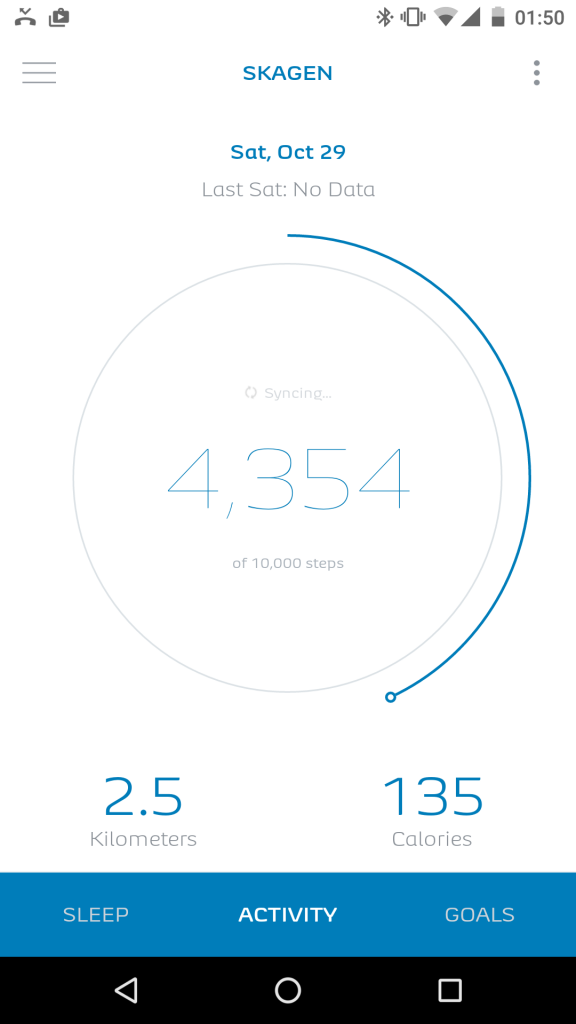 01:50
SKAGEN
Sat, Oct 29
Last Sat: No Data
Syncing...
4,354
of 10,000 steps
2.5 135
Kilometers Calories
SLEEP ACTIVITY GOALS